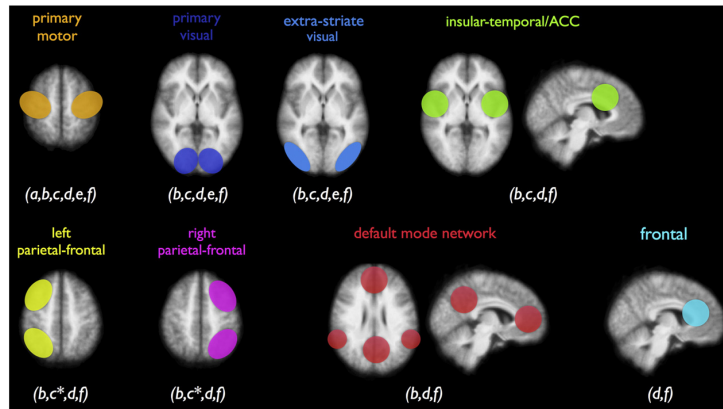 primary
motor
primary
visual
extra-striate
visual
insular-temporal/ACC
(a,b,c,d,e,f)
(b,c,d,e,f)
(b,c,d,e,f)
(b,c,d,f)
left
parietal-frontal
right
parietal-frontal
default mode network
frontal
(b,c*,d,f)
(b,c*,d,f)
(b,d,f)
(d,f)